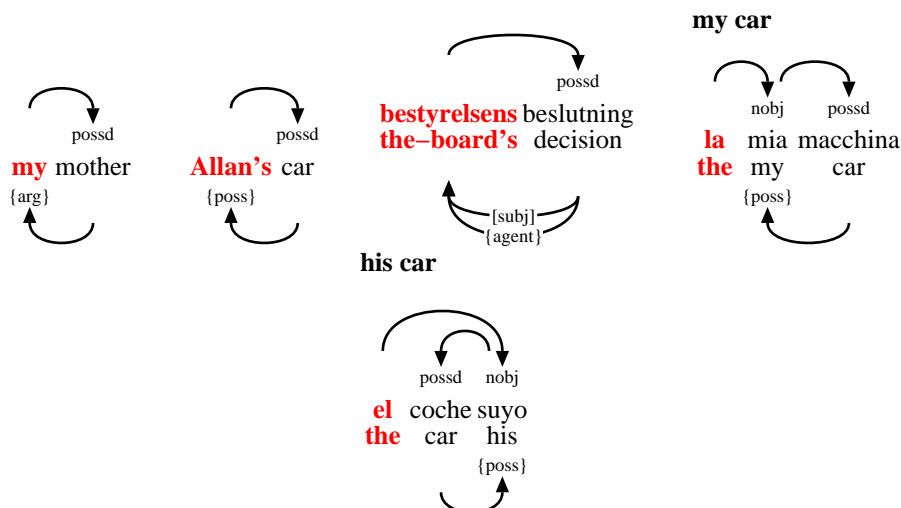 my car
possd
possd
possd
nobj possd
my mother
Allan's car
bestyrelsens beslutning
the−board's decision
la mia macchina
the my car
{arg}
{poss}
[subj]
{agent}
{poss}
his car
possd nobj
el coche suyo
the car his
{poss}